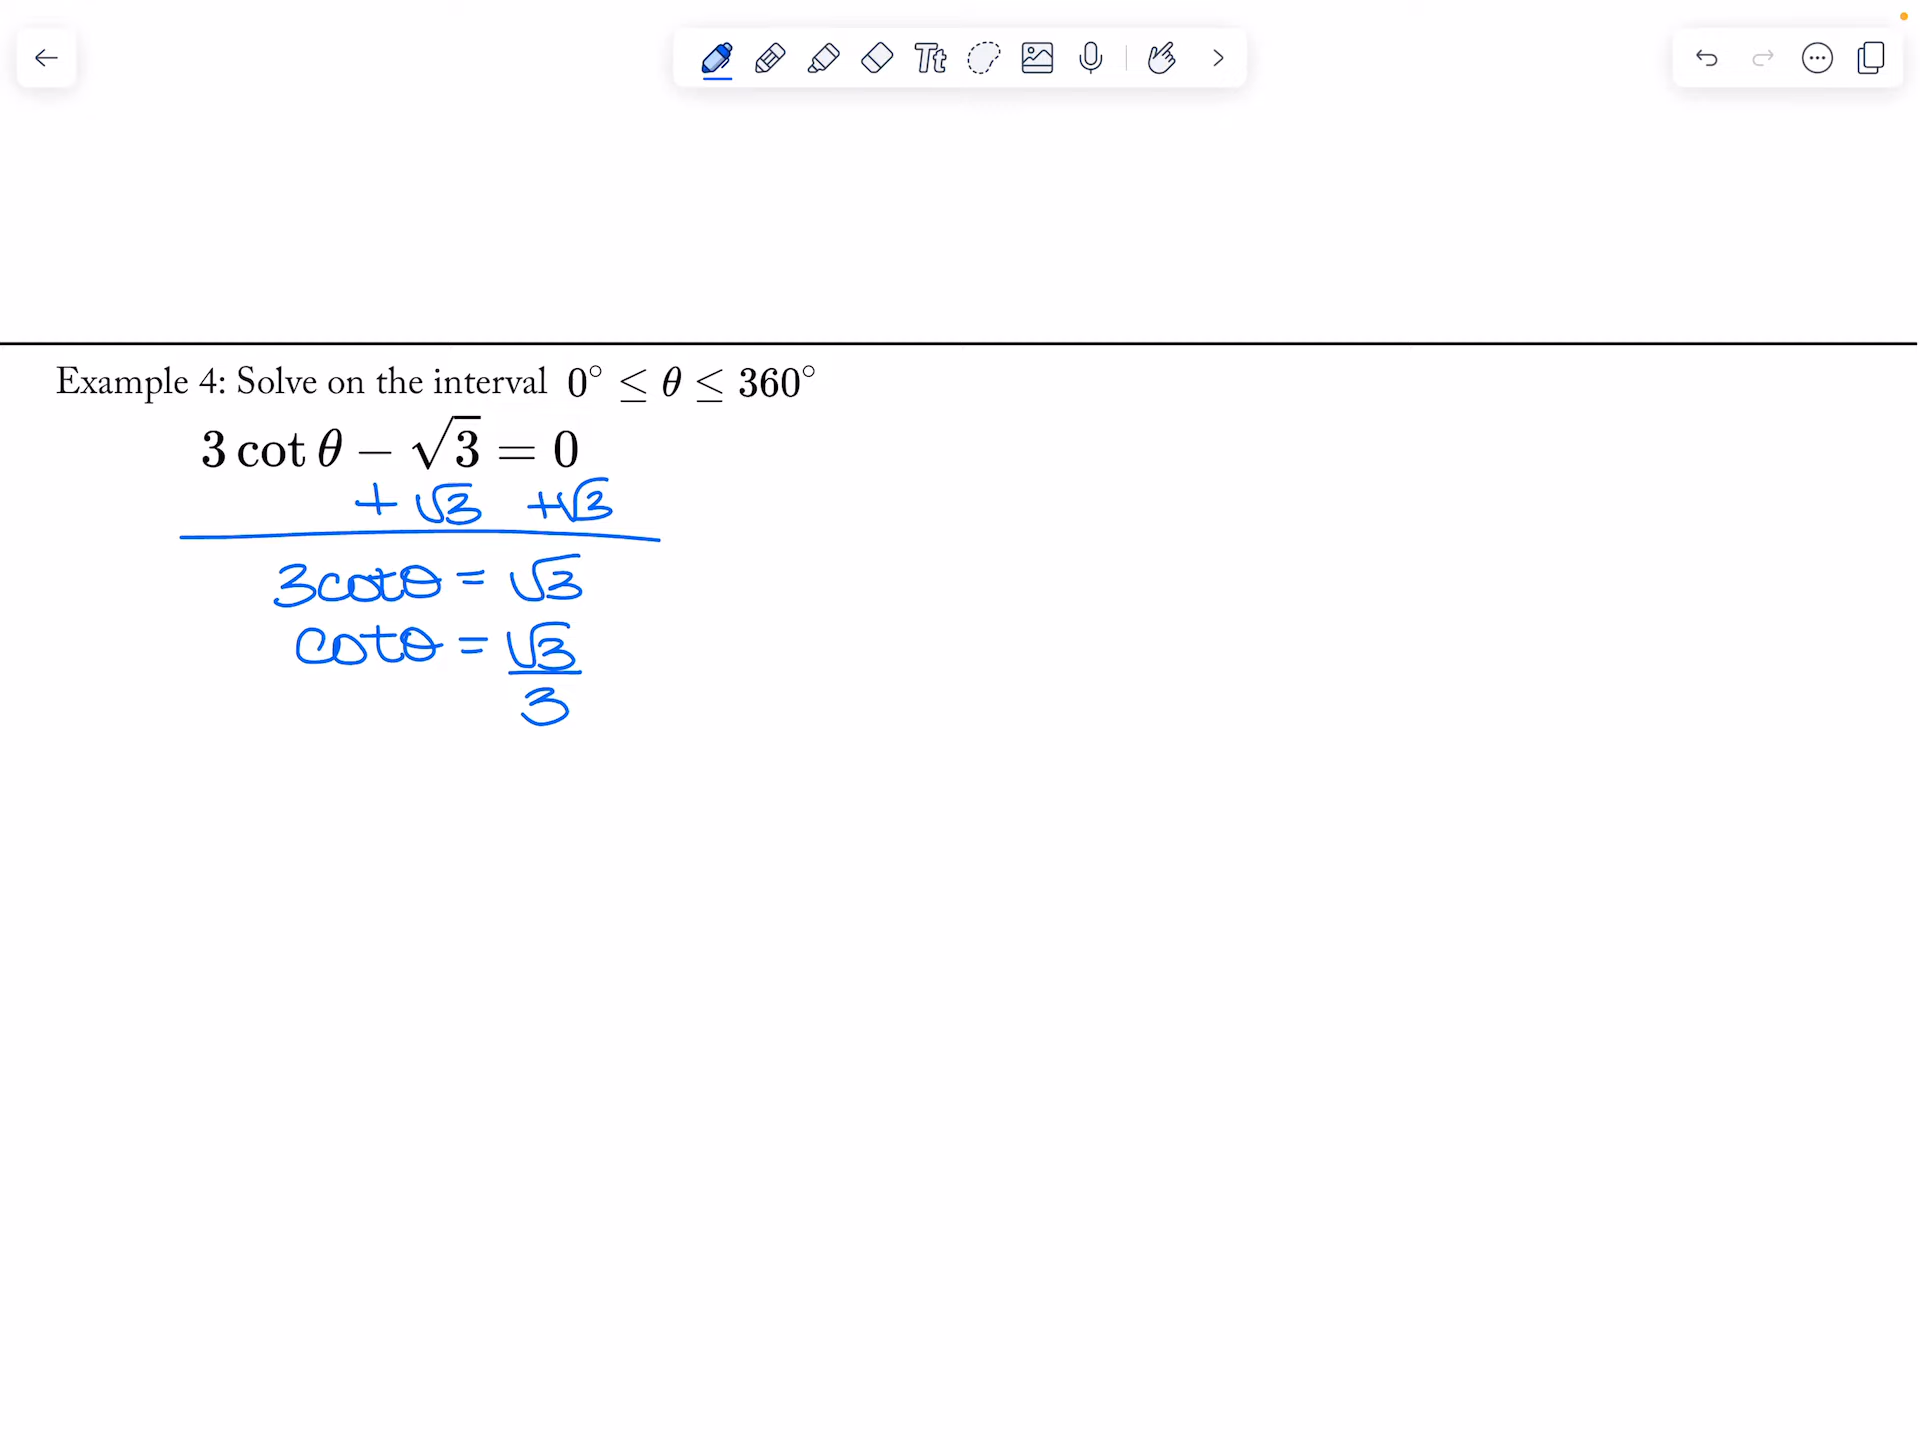 Tt
Example 4: Solve on the interval 0° ≤ θ ≤ 360°
3 cot θ − √3 = 0
+ √3 +√3
3cotθ = √3
cotθ = √3
3